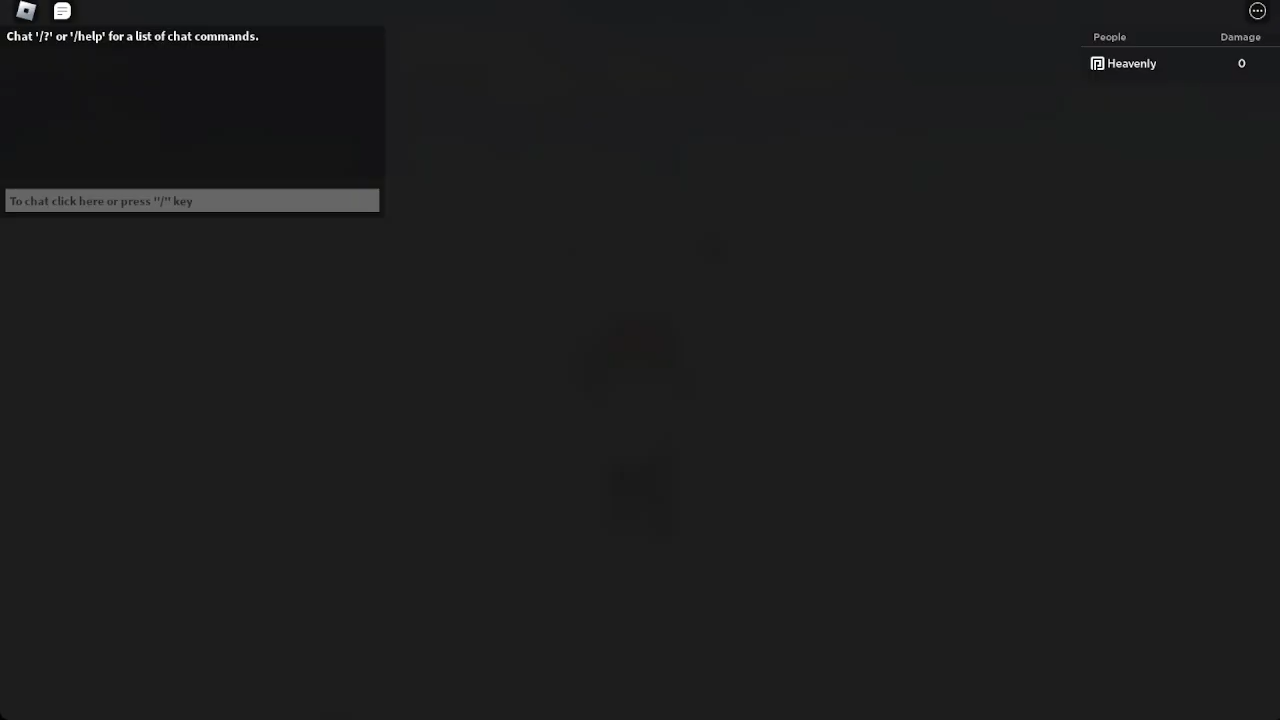 Chat '/?' or '/help' for a list of chat commands.
To chat click here or press "/" key
People Damage
Heavenly 0